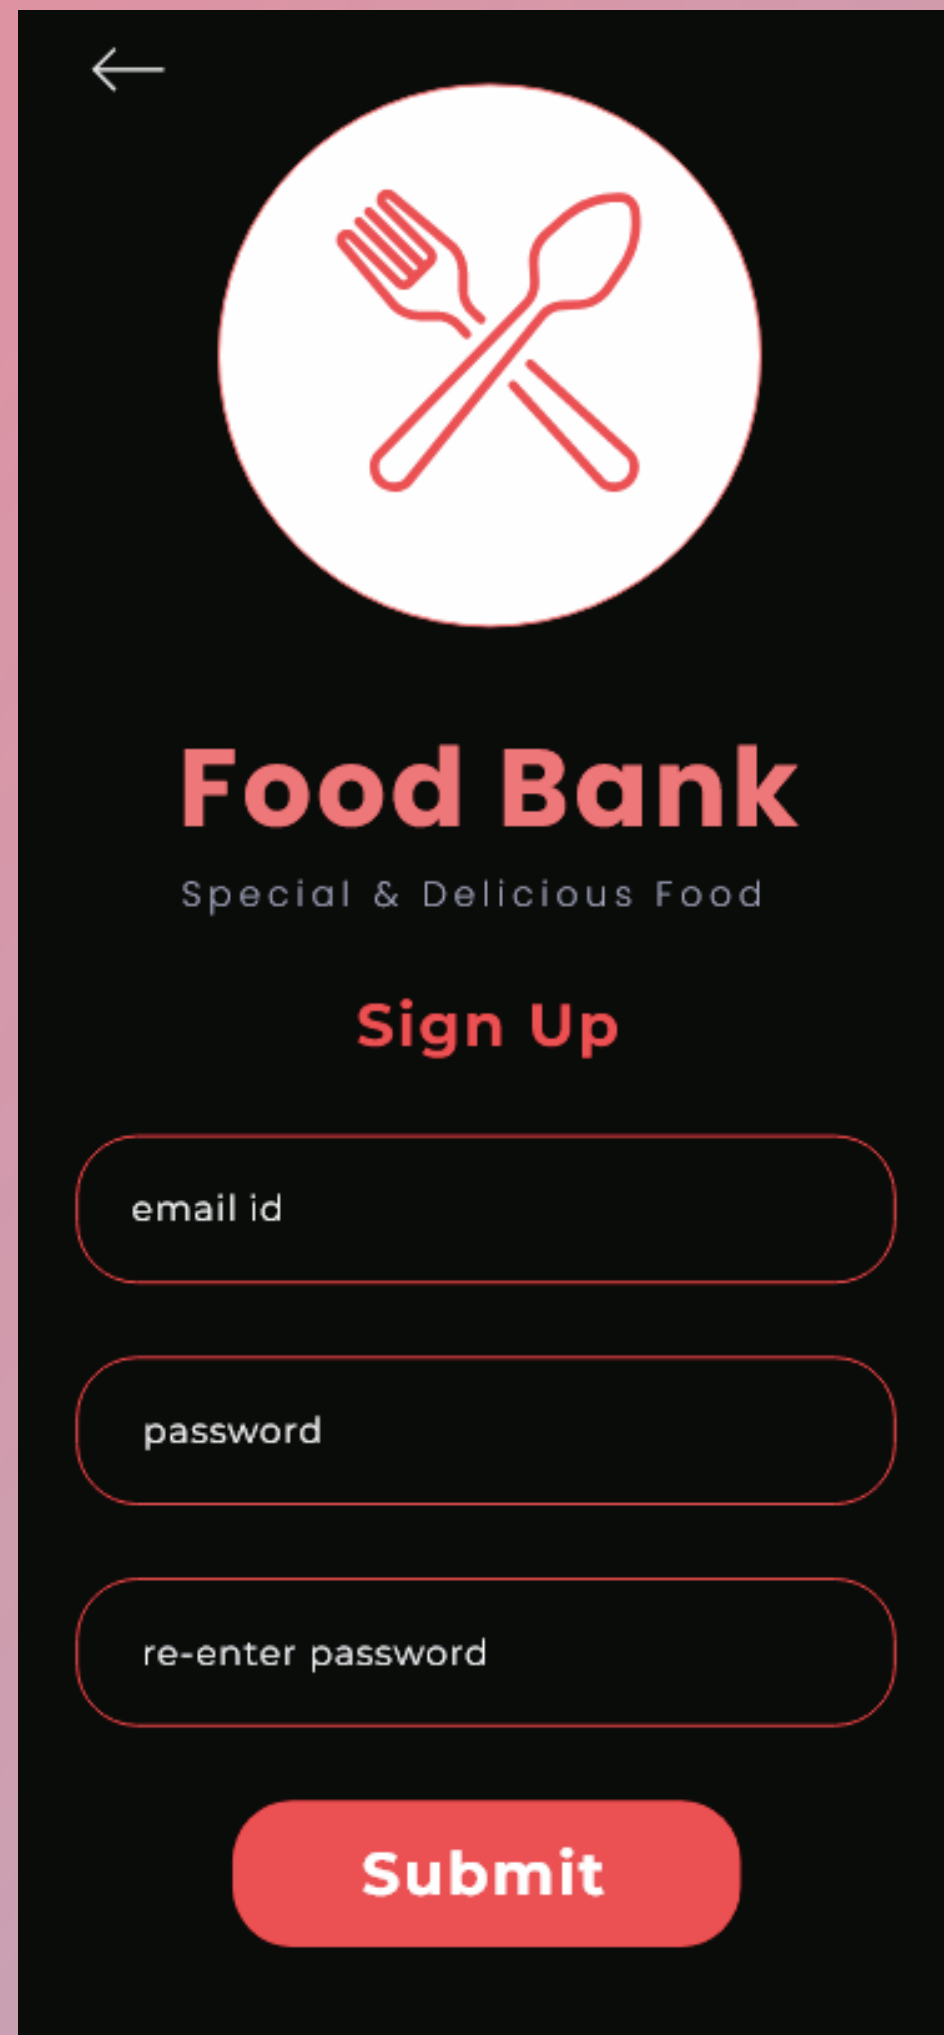 Food Bank
Special & Delicious Food
Sign Up
email id
password
re-enter password
Submit